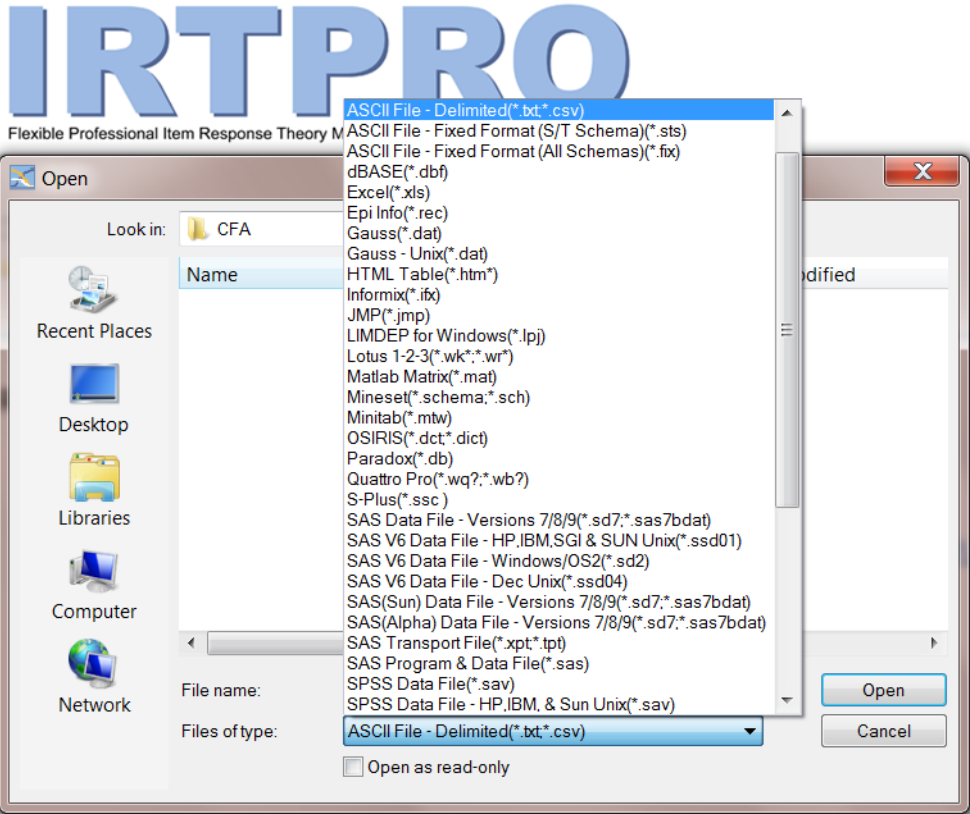 IRTPRO
Flexible Professional Item Response Theory M
Open
X
Look in:
CFA
Name
odified
Recent Places
Desktop
Libraries
Computer
Network
ASCII File - Delimited(*.txt;*.csv)
ASCII File - Fixed Format (S/T Schema)(*.sts)
ASCII File - Fixed Format (All Schemas)(*.fix)
dBASE(*.dbf)
Excel(*.xls)
Epi Info(*.rec)
Gauss(*.dat)
Gauss - Unix(*.dat)
HTML Table(*.htm*)
Informix(*.ifx)
JMP(*.jmp)
LIMDEP for Windows(*.lpj)
Lotus 1-2-3(*.wk*;*.wr*)
Matlab Matrix(*.mat)
Mineset(*.schema;*.sch)
Minitab(*.mtw)
OSIRIS(*.dct;*.dict)
Paradox(*.db)
Quattro Pro(*.wq?;*.wb?)
S-Plus(*.ssc )
SAS Data File - Versions 7/8/9(*.sd7;*.sas7bdat)
SAS V6 Data File - HP,IBM,SGI & SUN Unix(*.ssd01)
SAS V6 Data File - Windows/OS2(*.sd2)
SAS V6 Data File - Dec Unix(*.ssd04)
SAS(Sun) Data File - Versions 7/8/9(*.sd7;*.sas7bdat)
SAS(Alpha) Data File - Versions 7/8/9(*.sd7;*.sas7bdat)
SAS Transport File(*.xpt;*.tpt)
SAS Program & Data File(*.sas)
SPSS Data File(*.sav)
SPSS Data File - HP,IBM, & Sun Unix(*.sav)
File name:
Open
Files of type:
ASCII File - Delimited(*.txt;*.csv)
Cancel
Open as read-only